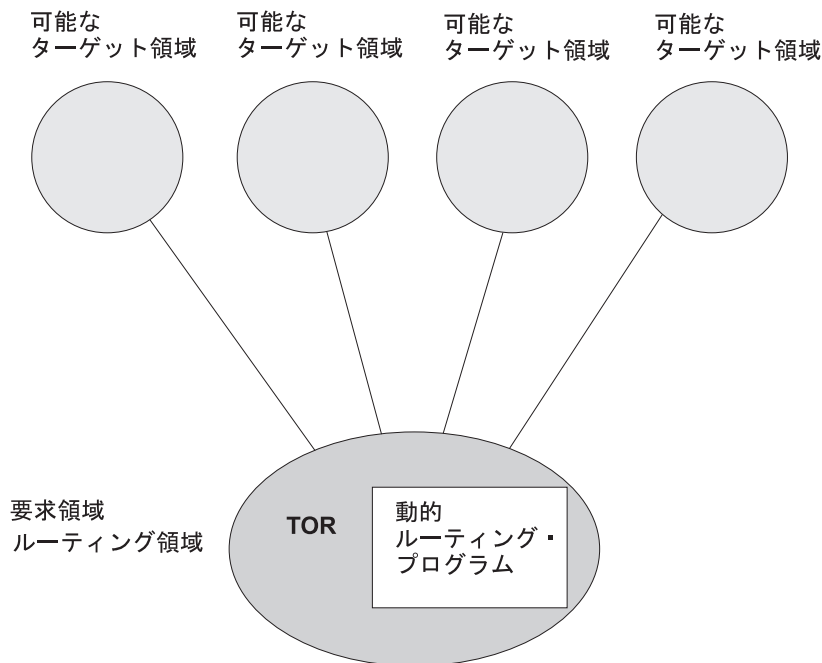 可能な
ターゲット領域
可能な
ターゲット領域
可能な
ターゲット領域
可能な
ターゲット領域
要求領域
ルーティング領域
TOR
動的
ルーティング・
プログラム